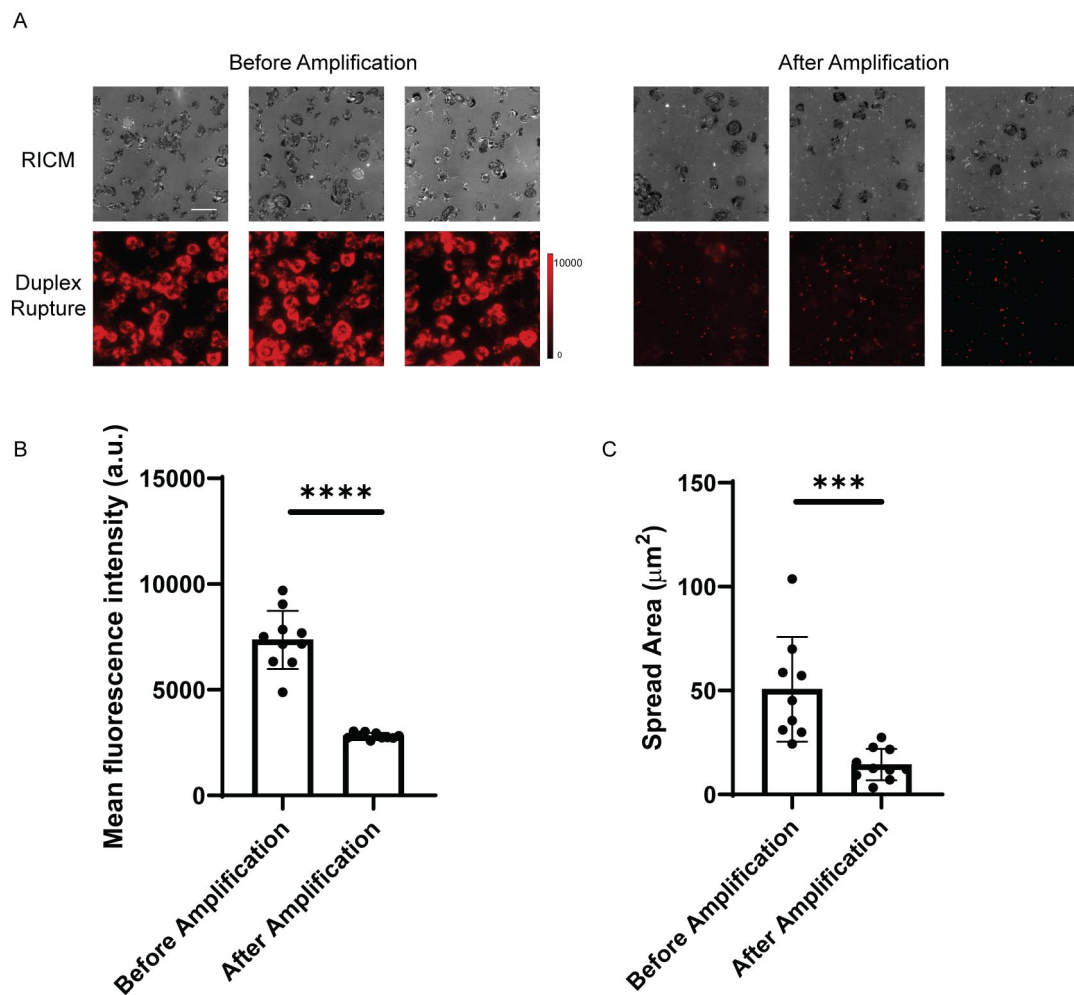 A
Before Amplification
After Amplification
RICM
Duplex
Rupture
10000
0
B
Mean fluorescence intensity (a.u.)
15000
10000
5000
0
****
Before Amplification
After Amplification
C
Spread Area (μm²)
150
100
50
0
***
Before Amplification
After Amplification